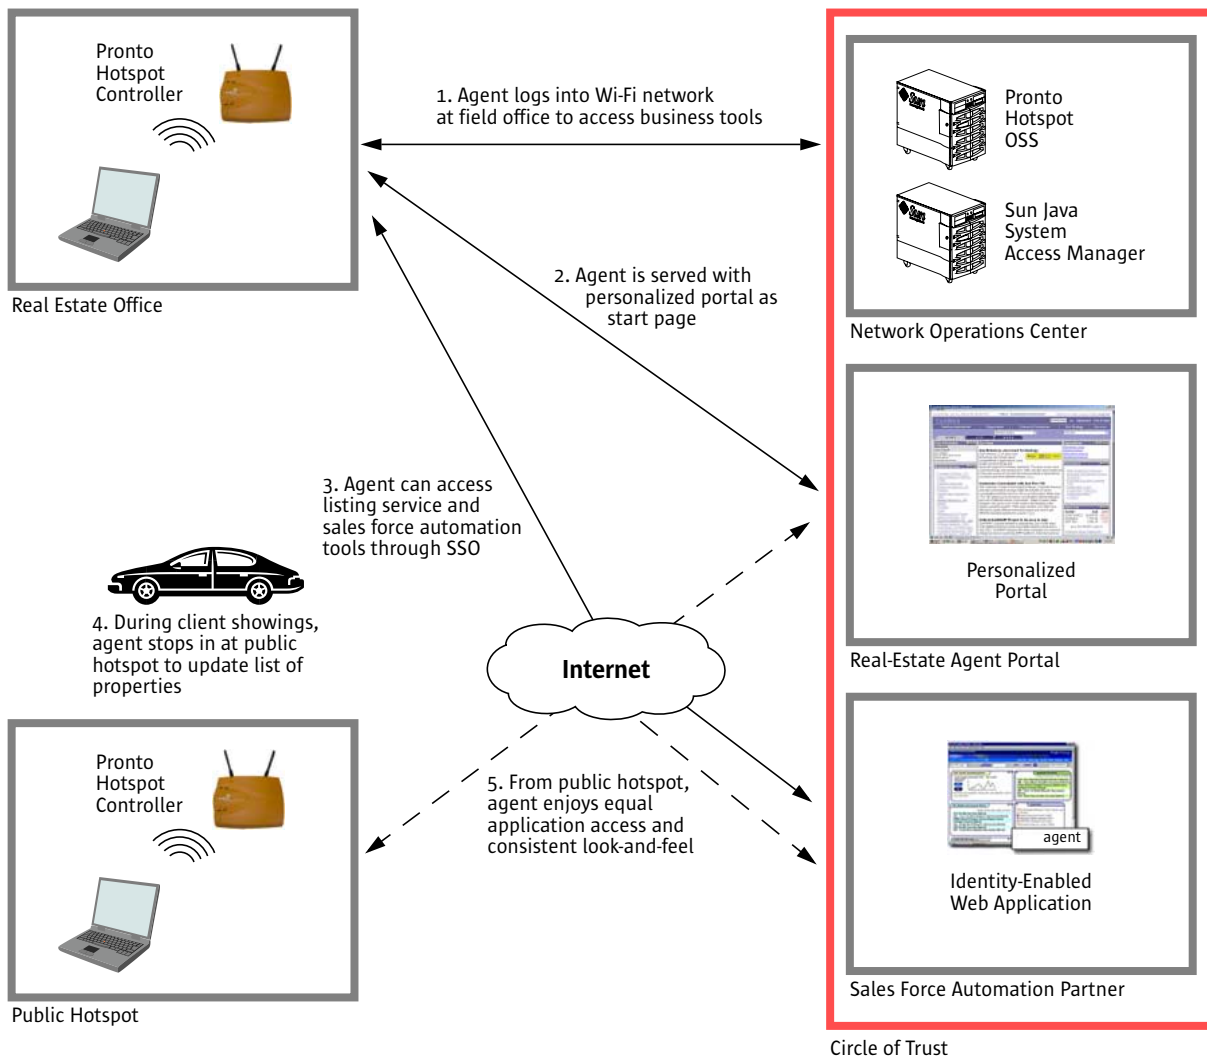 Pronto
Hotspot
Controller
Real Estate Office
1. Agent logs into Wi-Fi network
at field office to access business tools
2. Agent is served with
personalized portal as
start page
3. Agent can access
listing service and
sales force automation
tools through SSO
4. During client showings,
agent stops in at public
hotspot to update list of
properties
Internet
5. From public hotspot,
agent enjoys equal
application access and
consistent look-and-feel
Pronto
Hotspot
Controller
Public Hotspot
Sun
Pronto
Hotspot
OSS
Sun
Sun Java
System
Access Manager
Network Operations Center
Personalized
Portal
Real-Estate Agent Portal
agent
Identity-Enabled
Web Application
Sales Force Automation Partner
Circle of Trust